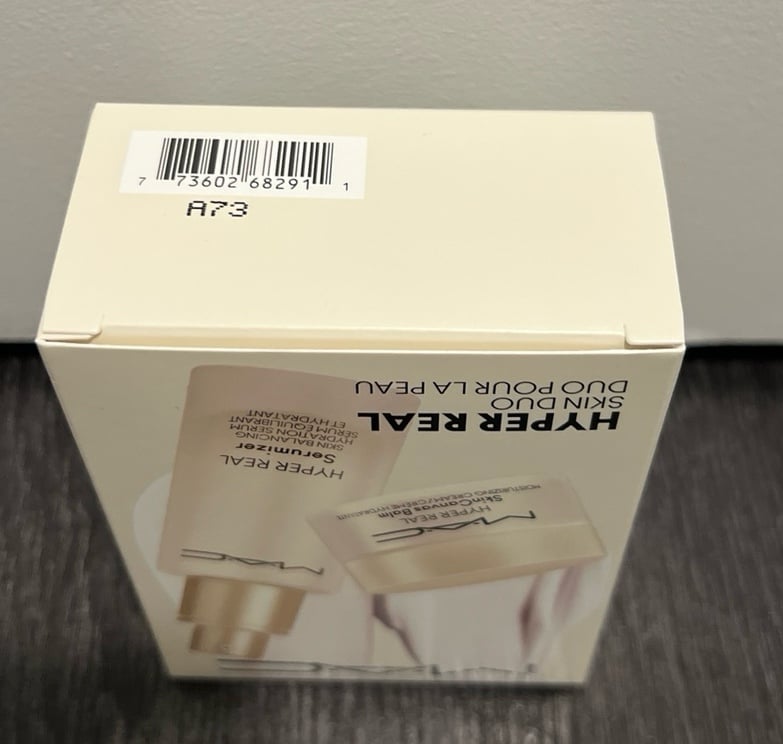 7 73602 68291 1
A73
M·A·C
HYPER REAL
SKIN DUO
DUO POUR LA PEAU
M·A·C
HYPER REAL
SkinCanvas Balm
MOISTURIZING CREAM/CRÈME HYDRATANTE
M·A·C
HYPER REAL
Serumizer
SKIN BALANCING
HYDRATION SERUM
SÉRUM ÉQUILIBRANT
ET HYDRATANT